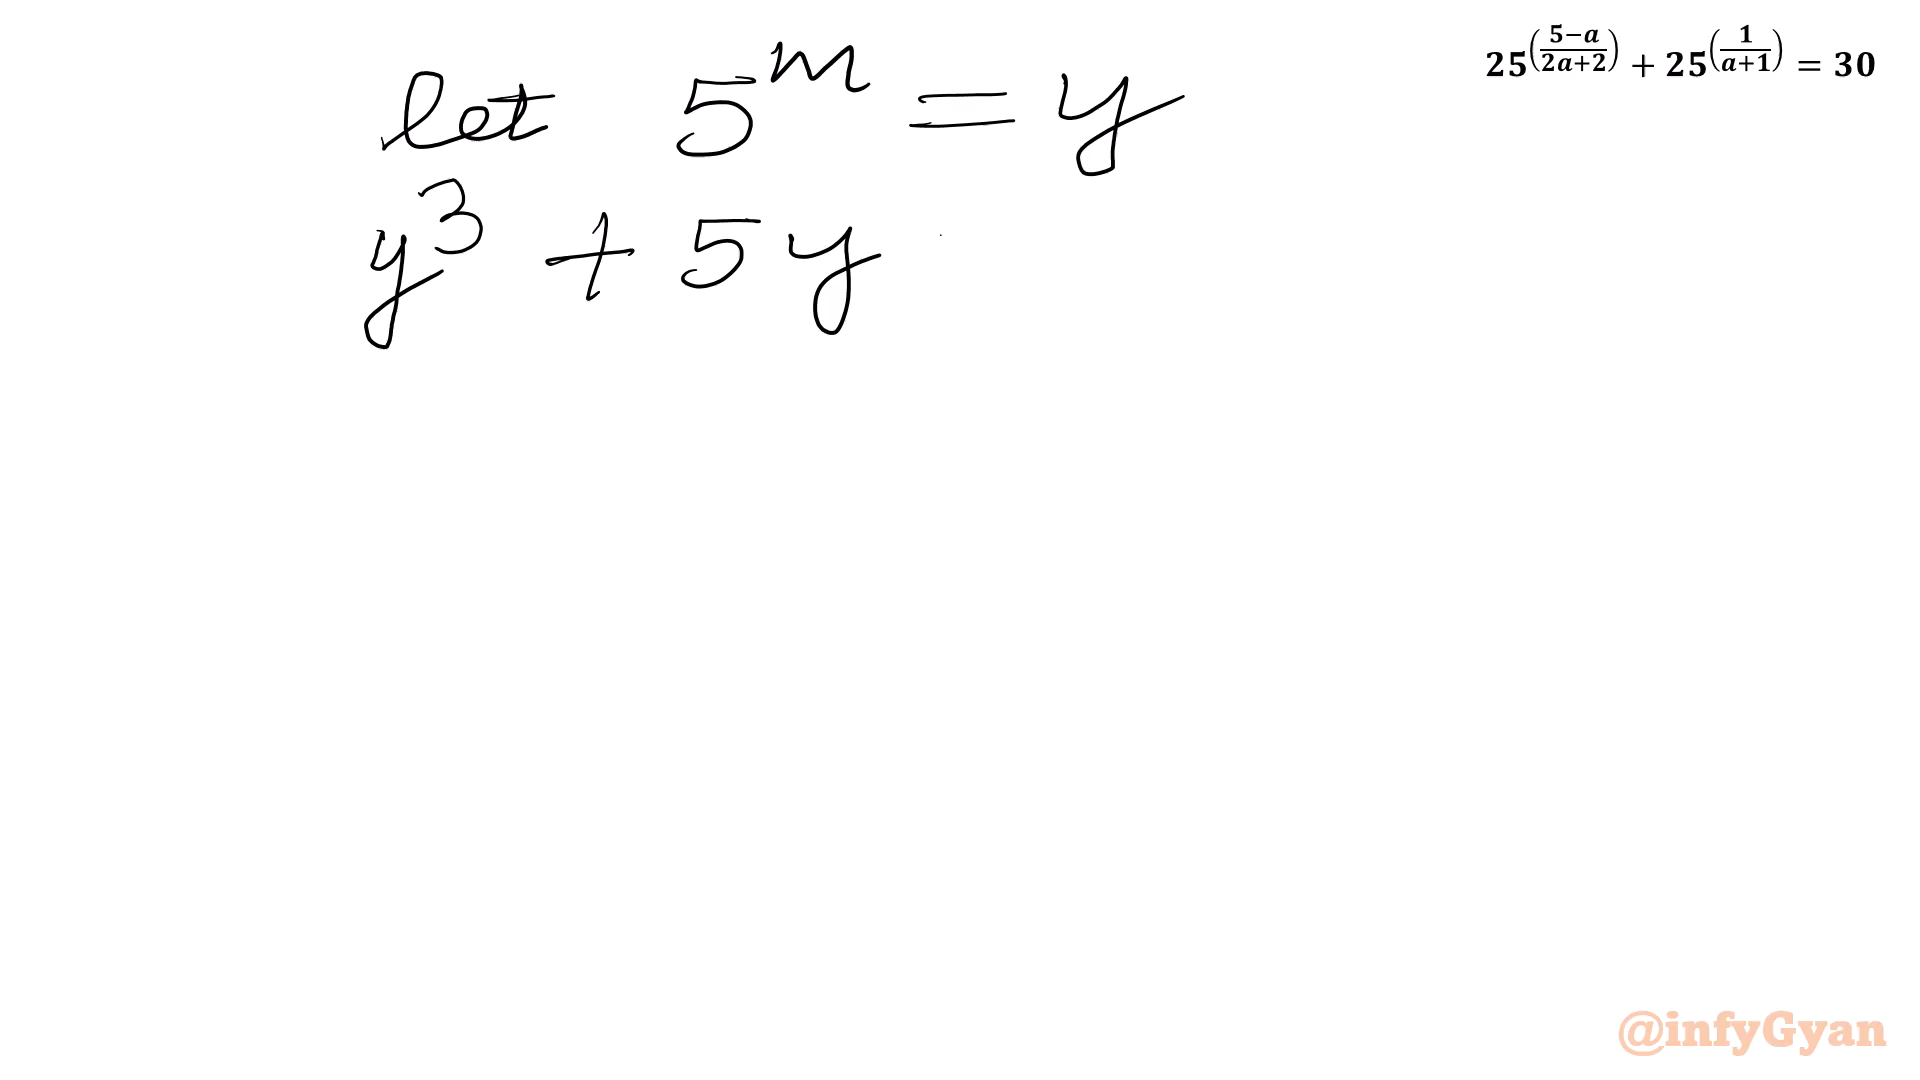 let 5^m = y
25^((5-a)/(2a+2)) + 25^(1/(a+1)) = 30
y^3 + 5y
@infyGyan